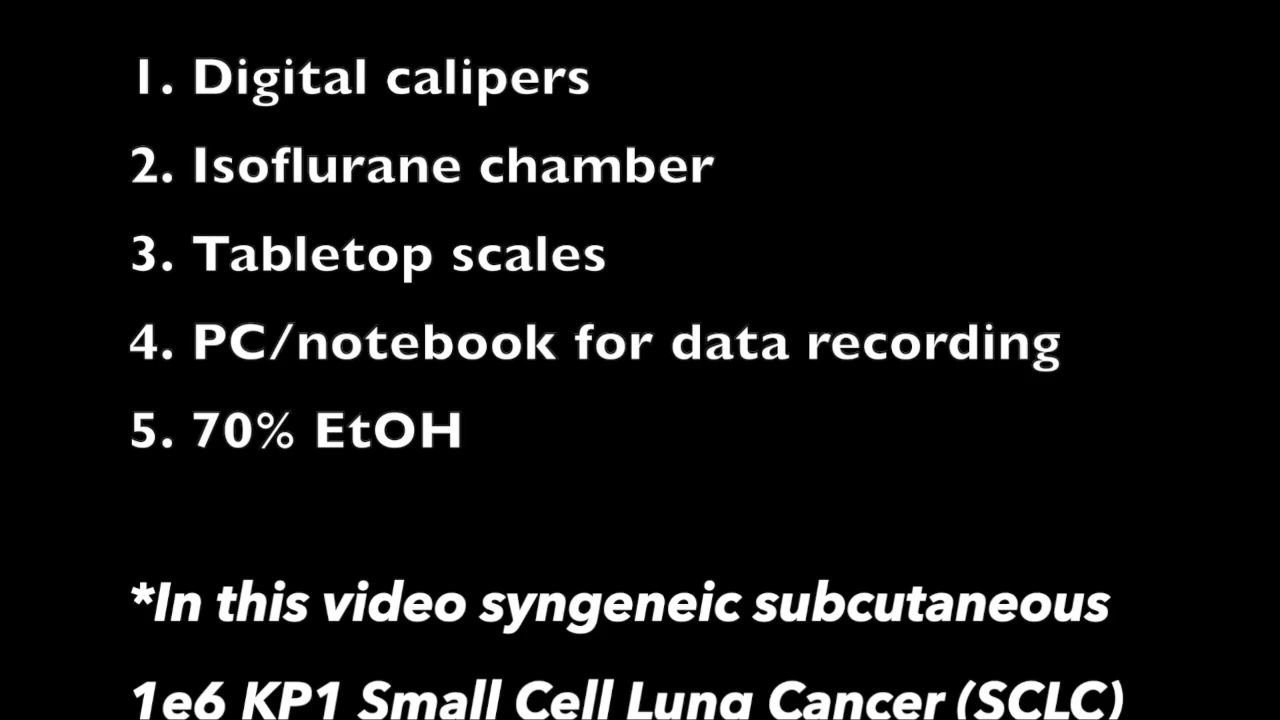 1. Digital calipers
2. Isoflurane chamber
3. Tabletop scales
4. PC/notebook for data recording
5. 70% EtOH
*In this video syngeneic subcutaneous
1e6 KP1 Small Cell Lung Cancer (SCLC)